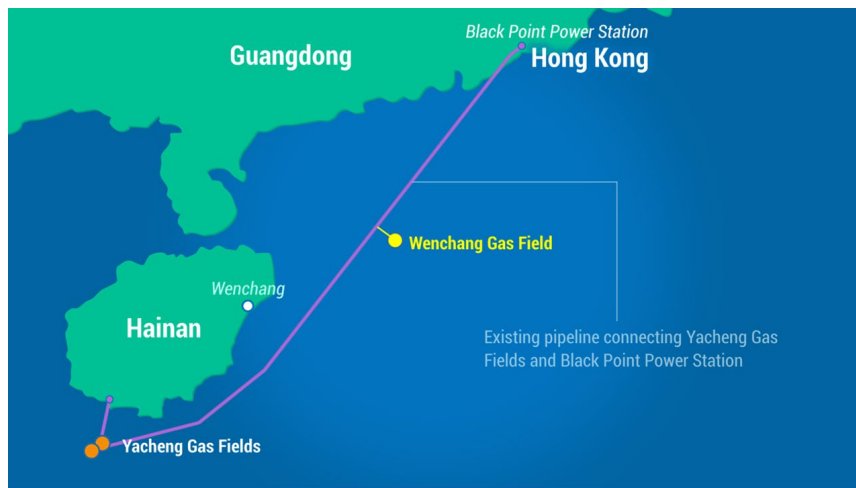 Black Point Power Station
Guangdong
Hong Kong
Wenchang Gas Field
Wenchang
Hainan
Existing pipeline connecting Yacheng Gas
Fields and Black Point Power Station
Yacheng Gas Fields